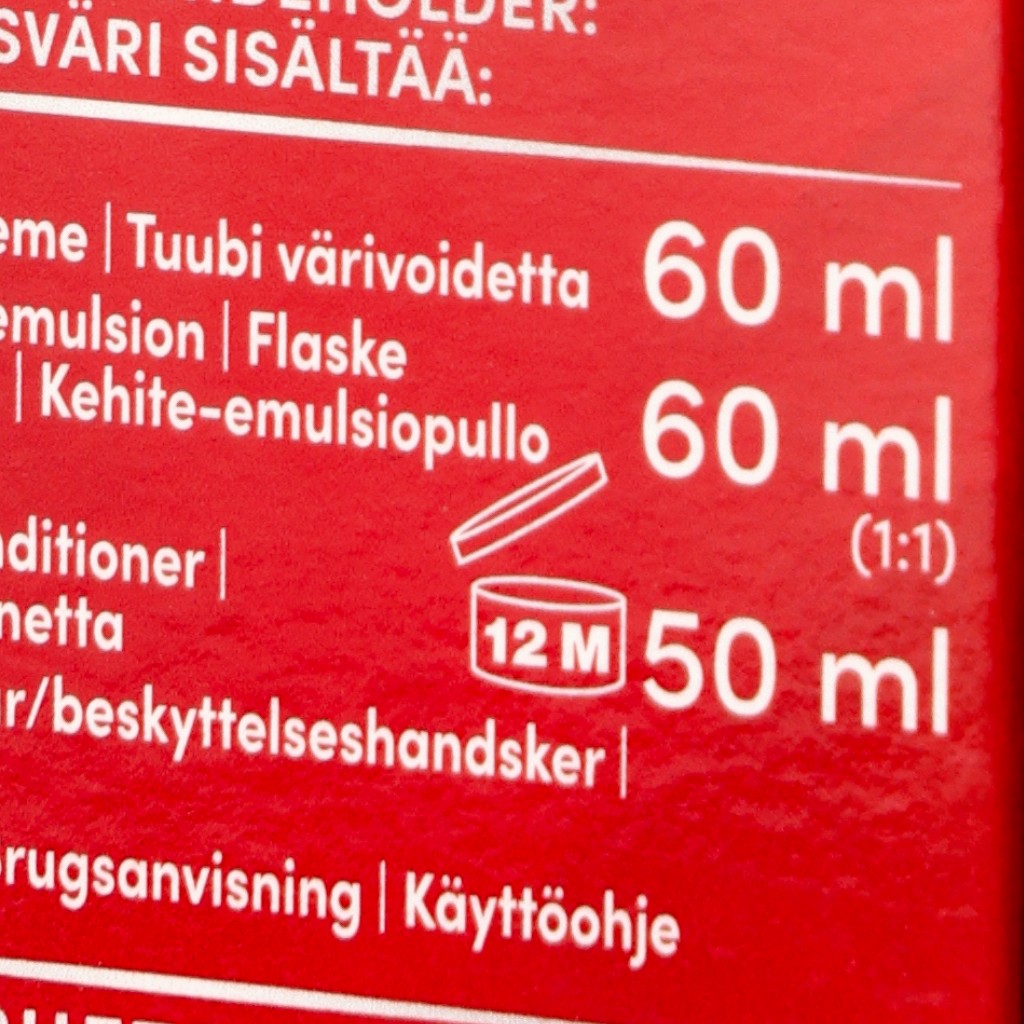 SVÄRI SISÄLTÄÄ:
eme | Tuubi värivoidetta 60 ml
emulsion | Flaske
| Kehite-emulsiopullo 60 ml
(1:1)
ditioner |
netta 12 M 50 ml
r/beskyttelseshandsker |
rugsanvisning | Käyttöohje